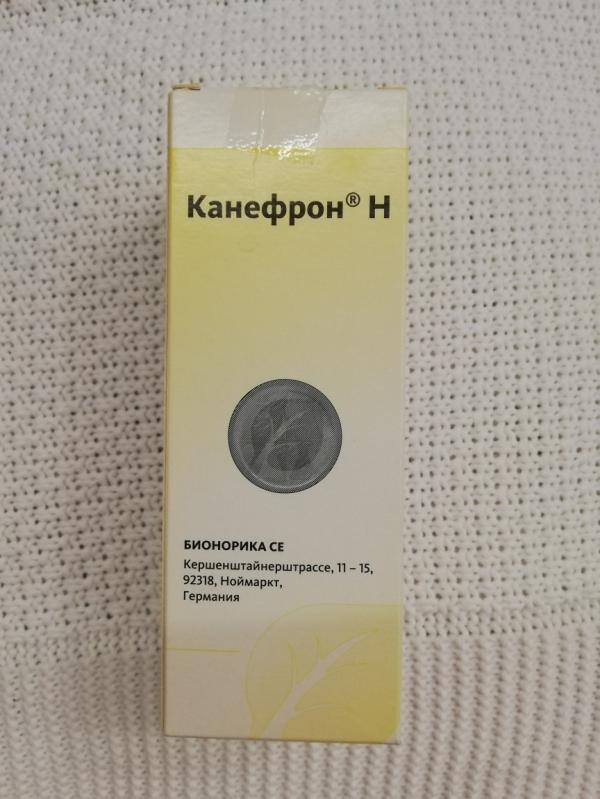 Канефрон® Н
БИОНОРИКА СЕ
Кершенштайнерштрассе, 11 – 15,
92318, Ноймаркт,
Германия